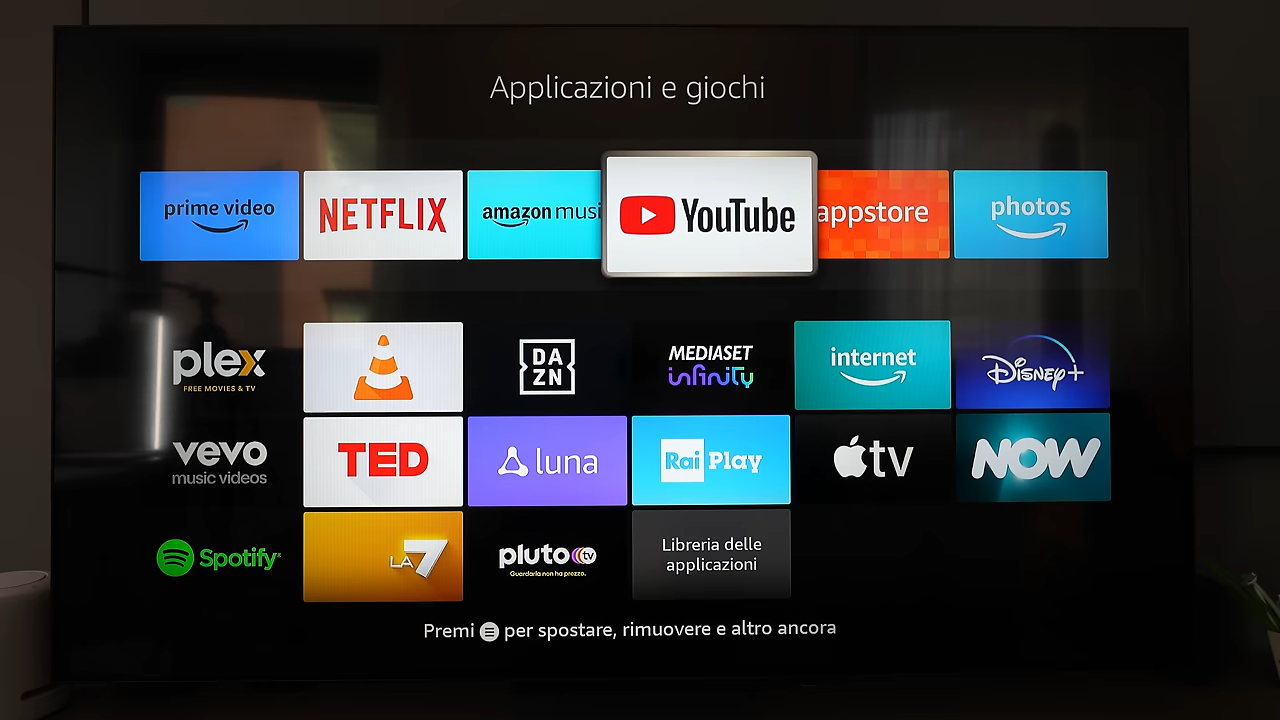 Applicazioni e giochi
prime video
NETFLIX
amazon musi
YouTube
appstore
photos
plex
FREE MOVIES & TV
DA
ZN
MEDIASET
infinity
internet
Disney+
vevo
music videos
TED
luna
Rai Play
tv
NOW
Spotify
LA7
pluto tv
Guardarla non ha prezzo.
Libreria delle
applicazioni
Premi per spostare, rimuovere e altro ancora